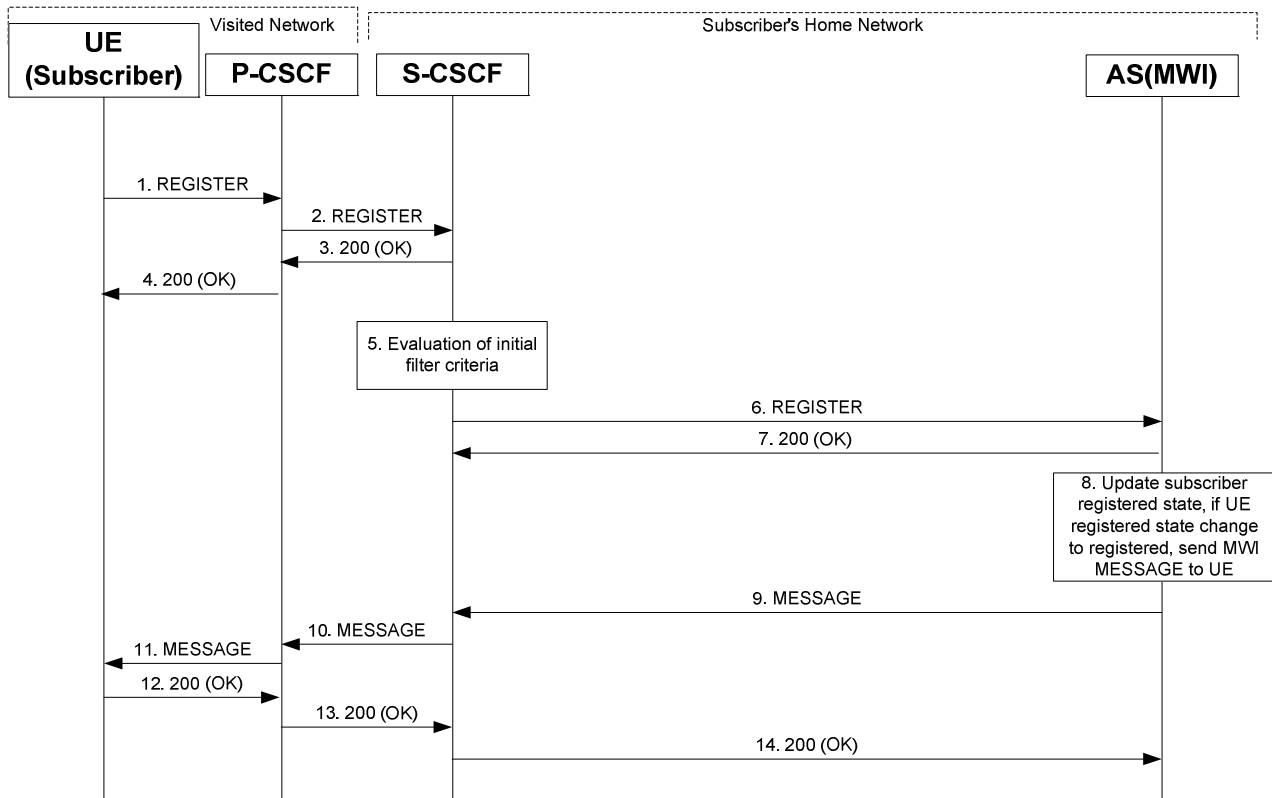 Visited Network
Subscriber's Home Network
UE
(Subscriber)
P-CSCF
S-CSCF
AS(MWI)
1. REGISTER
2. REGISTER
3. 200 (OK)
4. 200 (OK)
5. Evaluation of initial
filter criteria
6. REGISTER
7. 200 (OK)
8. Update subscriber
registered state, if UE
registered state change
to registered, send MWI
MESSAGE to UE
9. MESSAGE
10. MESSAGE
11. MESSAGE
12. 200 (OK)
13. 200 (OK)
14. 200 (OK)